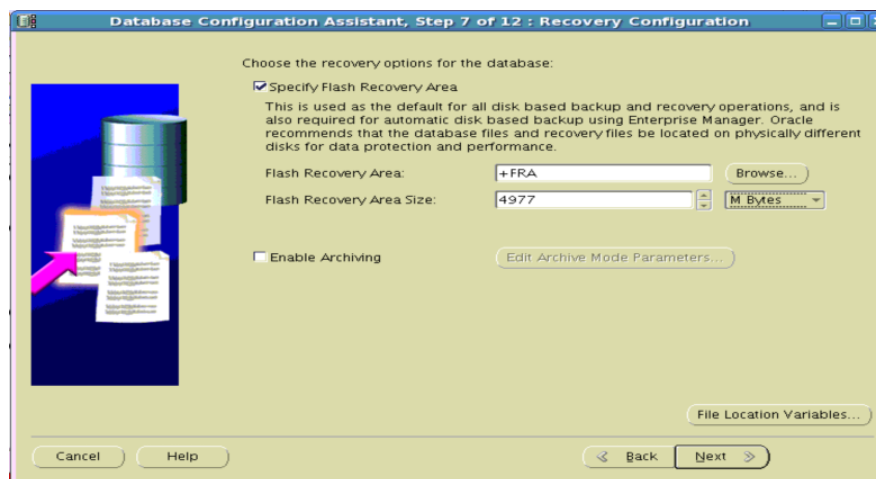 Database Configuration Assistant, Step 7 of 12 : Recovery Configuration
Choose the recovery options for the database:
Specify Flash Recovery Area
This is used as the default for all disk based backup and recovery operations, and is
also required for automatic disk based backup using Enterprise Manager. Oracle
recommends that the database files and recovery files be located on physically different
disks for data protection and performance.
Flash Recovery Area: +FRA Browse...
Flash Recovery Area Size: 4977 M Bytes
Enable Archiving Edit Archive Mode Parameters...
File Location Variables...
Cancel Help Back Next